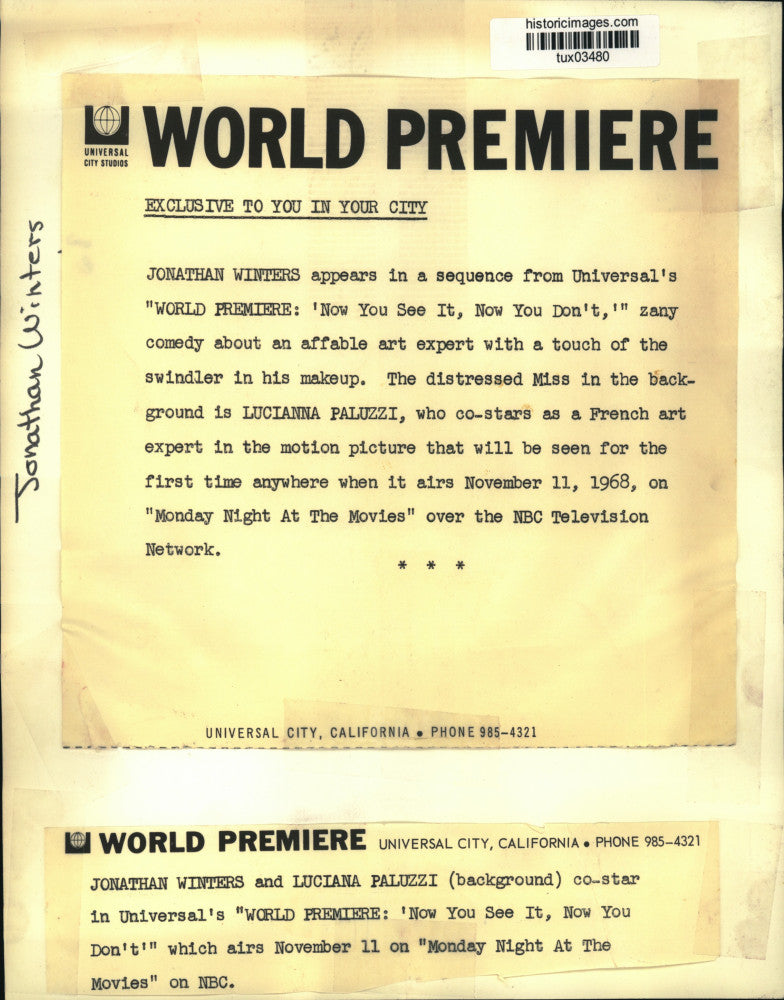 historicimages.com
tux03480
UNIVERSAL
CITY STUDIOS
WORLD PREMIERE
EXCLUSIVE TO YOU IN YOUR CITY
Jonathan Winters
JONATHAN WINTERS appears in a sequence from Universal's
"WORLD PREMIERE: 'Now You See It, Now You Don't,'" zany
comedy about an affable art expert with a touch of the
swindler in his makeup. The distressed Miss in the back-
ground is LUCIANNA PALUZZI, who co-stars as a French art
expert in the motion picture that will be seen for the
first time anywhere when it airs November 11, 1968, on
"Monday Night At The Movies" over the NBC Television
Network.
* * *
UNIVERSAL CITY, CALIFORNIA • PHONE 985-4321
WORLD PREMIERE UNIVERSAL CITY, CALIFORNIA • PHONE 985-4321
JONATHAN WINTERS and LUCIANA PALUZZI (background) co-star
in Universal's "WORLD PREMIERE: 'Now You See It, Now You
Don't'" which airs November 11 on "Monday Night At The
Movies" on NBC.